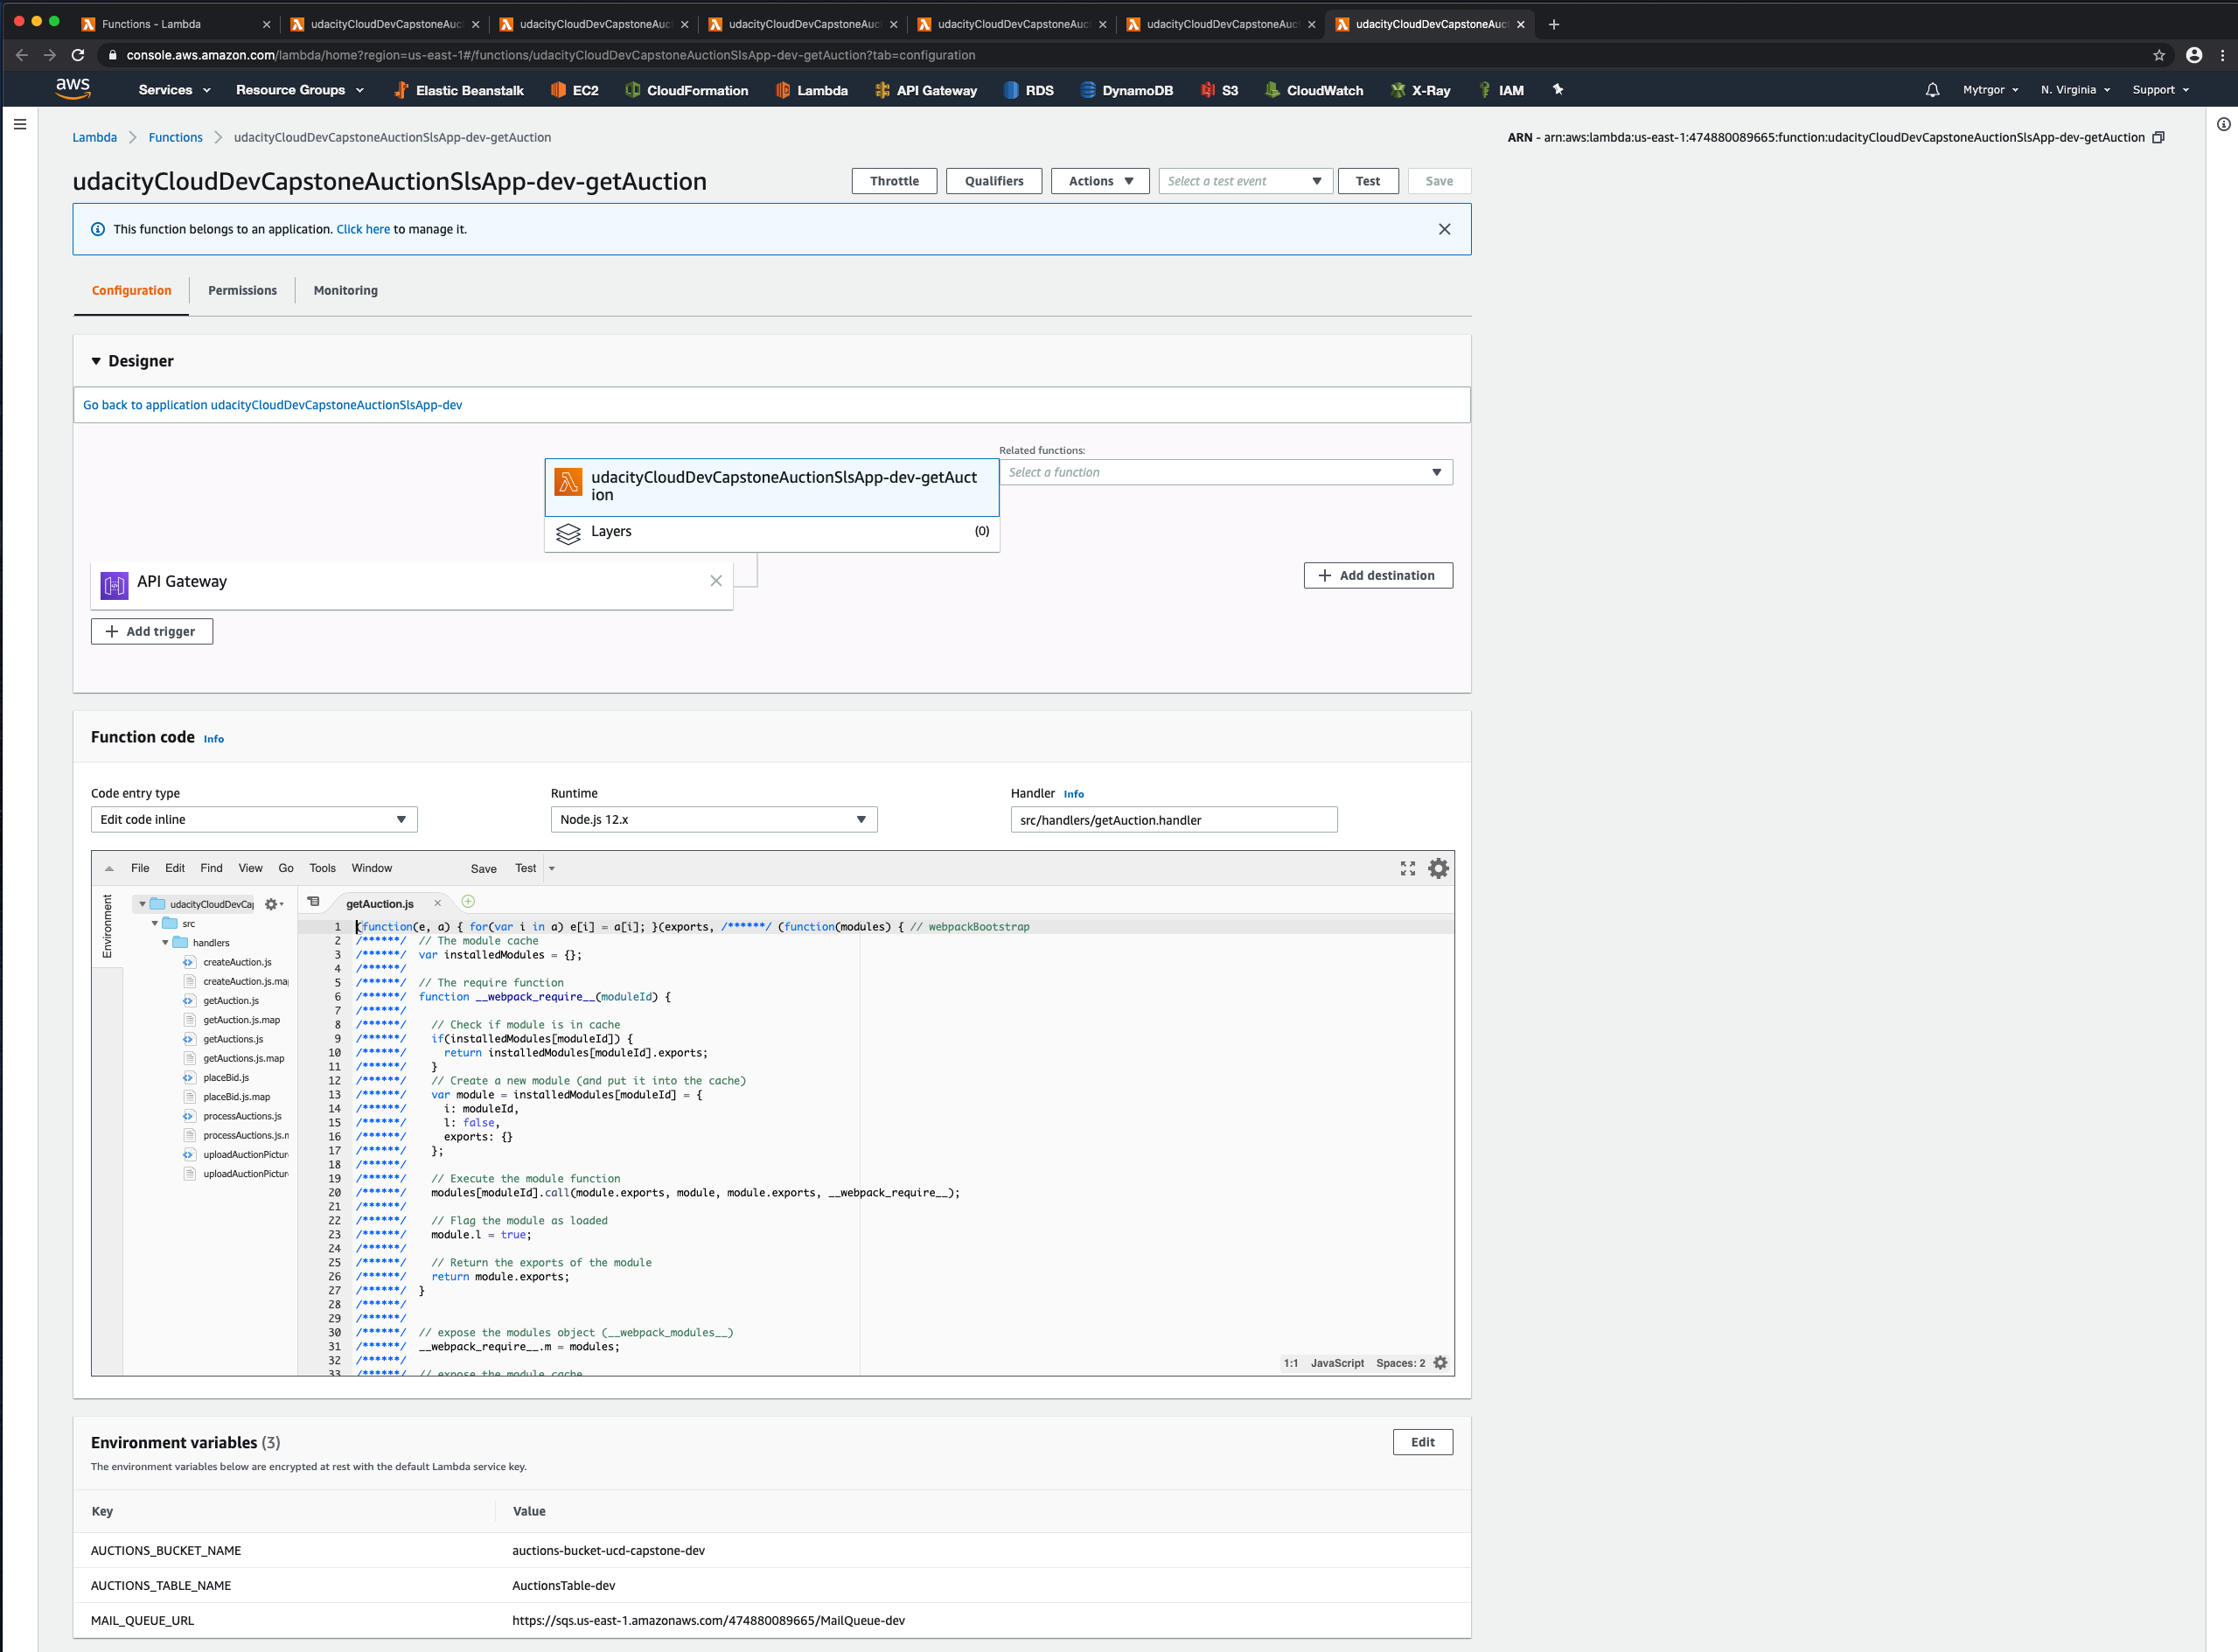 Functions - Lambda
udacityCloudDevCapstoneAuc
udacityCloudDevCapstoneAuc
udacityCloudDevCapstoneAuc
udacityCloudDevCapstoneAuc
udacityCloudDevCapstoneAuc
udacityCloudDevCapstoneAuc
console.aws.amazon.com/lambda/home?region=us-east-1#/functions/udacityCloudDevCapstoneAuctionSlsApp-dev-getAuction?tab=configuration
aws Services Resource Groups Elastic Beanstalk EC2 CloudFormation Lambda API Gateway RDS DynamoDB S3 CloudWatch X-Ray IAM Mytrgor N. Virginia Support
Lambda Functions udacityCloudDevCapstoneAuctionSlsApp-dev-getAuction
ARN - arn:aws:lambda:us-east-1:474880089665:function:udacityCloudDevCapstoneAuctionSlsApp-dev-getAuction
udacityCloudDevCapstoneAuctionSlsApp-dev-getAuction
Throttle Qualifiers Actions Select a test event Test Save
This function belongs to an application. Click here to manage it.
Configuration Permissions Monitoring
Designer
Go back to application udacityCloudDevCapstoneAuctionSlsApp-dev
Related functions:
udacityCloudDevCapstoneAuctionSlsApp-dev-getAuct
ion
Select a function
Layers (0)
API Gateway
Add destination
Add trigger
Function code Info
Code entry type Runtime Handler Info
Edit code inline Node.js 12.x src/handlers/getAuction.handler
File Edit Find View Go Tools Window Save Test
Environment
udacityCloudDevCap
src
handlers
createAuction.js
createAuction.js.ma
getAuction.js
getAuction.js.map
getAuctions.js
getAuctions.js.map
placeBid.js
placeBid.js.map
processAuctions.js
processAuctions.js.m
uploadAuctionPictur
uploadAuctionPictur
getAuction.js
1 (function(e, a) { for(var i in a) e[i] = a[i]; }(exports, /******/ (function(modules) { // webpackBootstrap
2 /******/ // The module cache
3 /******/ var installedModules = {};
4 /******/
5 /******/ // The require function
6 /******/ function __webpack_require__(moduleId) {
7 /******/
8 /******/ // Check if module is in cache
9 /******/ if(installedModules[moduleId]) {
10 /******/ return installedModules[moduleId].exports;
11 /******/ }
12 /******/ // Create a new module (and put it into the cache)
13 /******/ var module = installedModules[moduleId] = {
14 /******/ i: moduleId,
15 /******/ l: false,
16 /******/ exports: {}
17 /******/ };
18 /******/
19 /******/ // Execute the module function
20 /******/ modules[moduleId].call(module.exports, module, module.exports, __webpack_require__);
21 /******/
22 /******/ // Flag the module as loaded
23 /******/ module.l = true;
24 /******/
25 /******/ // Return the exports of the module
26 /******/ return module.exports;
27 /******/ }
28 /******/
29 /******/
30 /******/ // expose the modules object (__webpack_modules__)
31 /******/ __webpack_require__.m = modules;
32 /******/
33 /******/ // expose the module cache
1:1 JavaScript Spaces: 2
Environment variables (3)
Edit
The environment variables below are encrypted at rest with the default Lambda service key.
Key Value
AUCTIONS_BUCKET_NAME auctions-bucket-ucd-capstone-dev
AUCTIONS_TABLE_NAME AuctionsTable-dev
MAIL_QUEUE_URL https://sqs.us-east-1.amazonaws.com/474880089665/MailQueue-dev